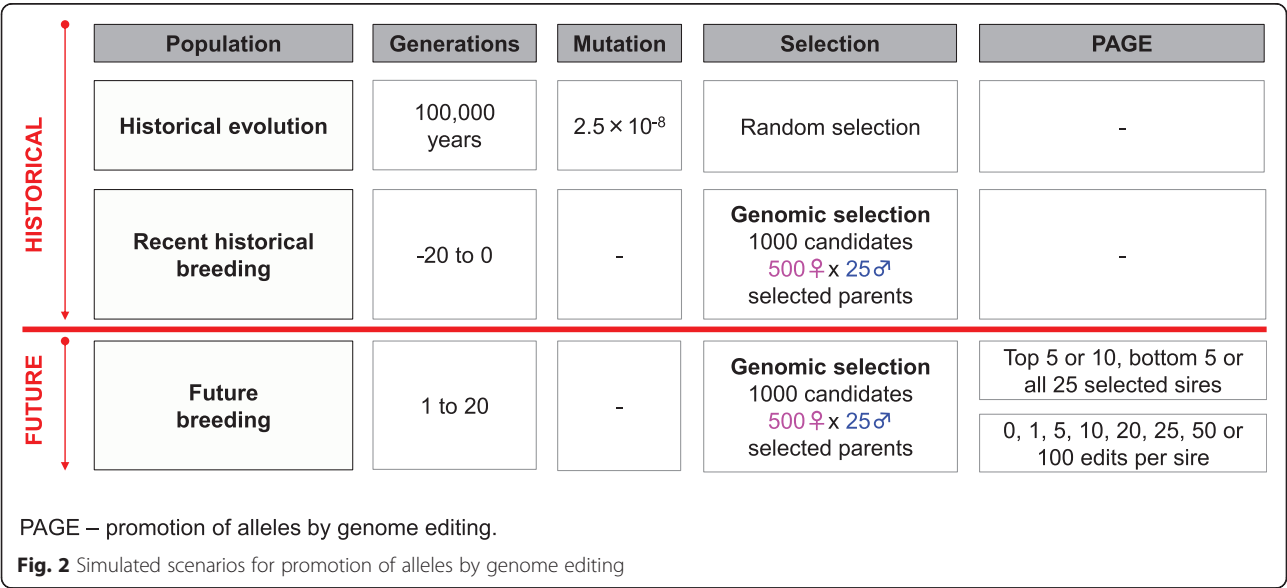 Population
Generations
Mutation
Selection
PAGE
HISTORICAL
Historical evolution
100,000
years
2.5 × 10-8
Random selection
-
Recent historical
breeding
-20 to 0
-
Genomic selection
1000 candidates
500♀ x 25♂
selected parents
-
FUTURE
Future
breeding
1 to 20
-
Genomic selection
1000 candidates
500♀ x 25♂
selected parents
Top 5 or 10, bottom 5 or
all 25 selected sires
0, 1, 5, 10, 20, 25, 50 or
100 edits per sire
PAGE – promotion of alleles by genome editing.
Fig. 2 Simulated scenarios for promotion of alleles by genome editing